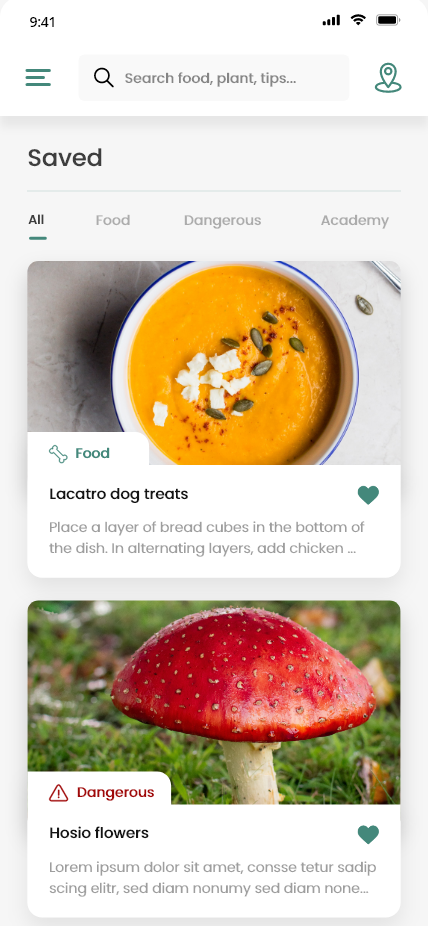 9:41
Search food, plant, tips...
Saved
All Food Dangerous Academy
Food
Lacatro dog treats
Place a layer of bread cubes in the bottom of
the dish. In alternating layers, add chicken ...
Dangerous
Hosio flowers
Lorem ipsum dolor sit amet, consse tetur sadip
scing elitr, sed diam nonumy sed diam none...